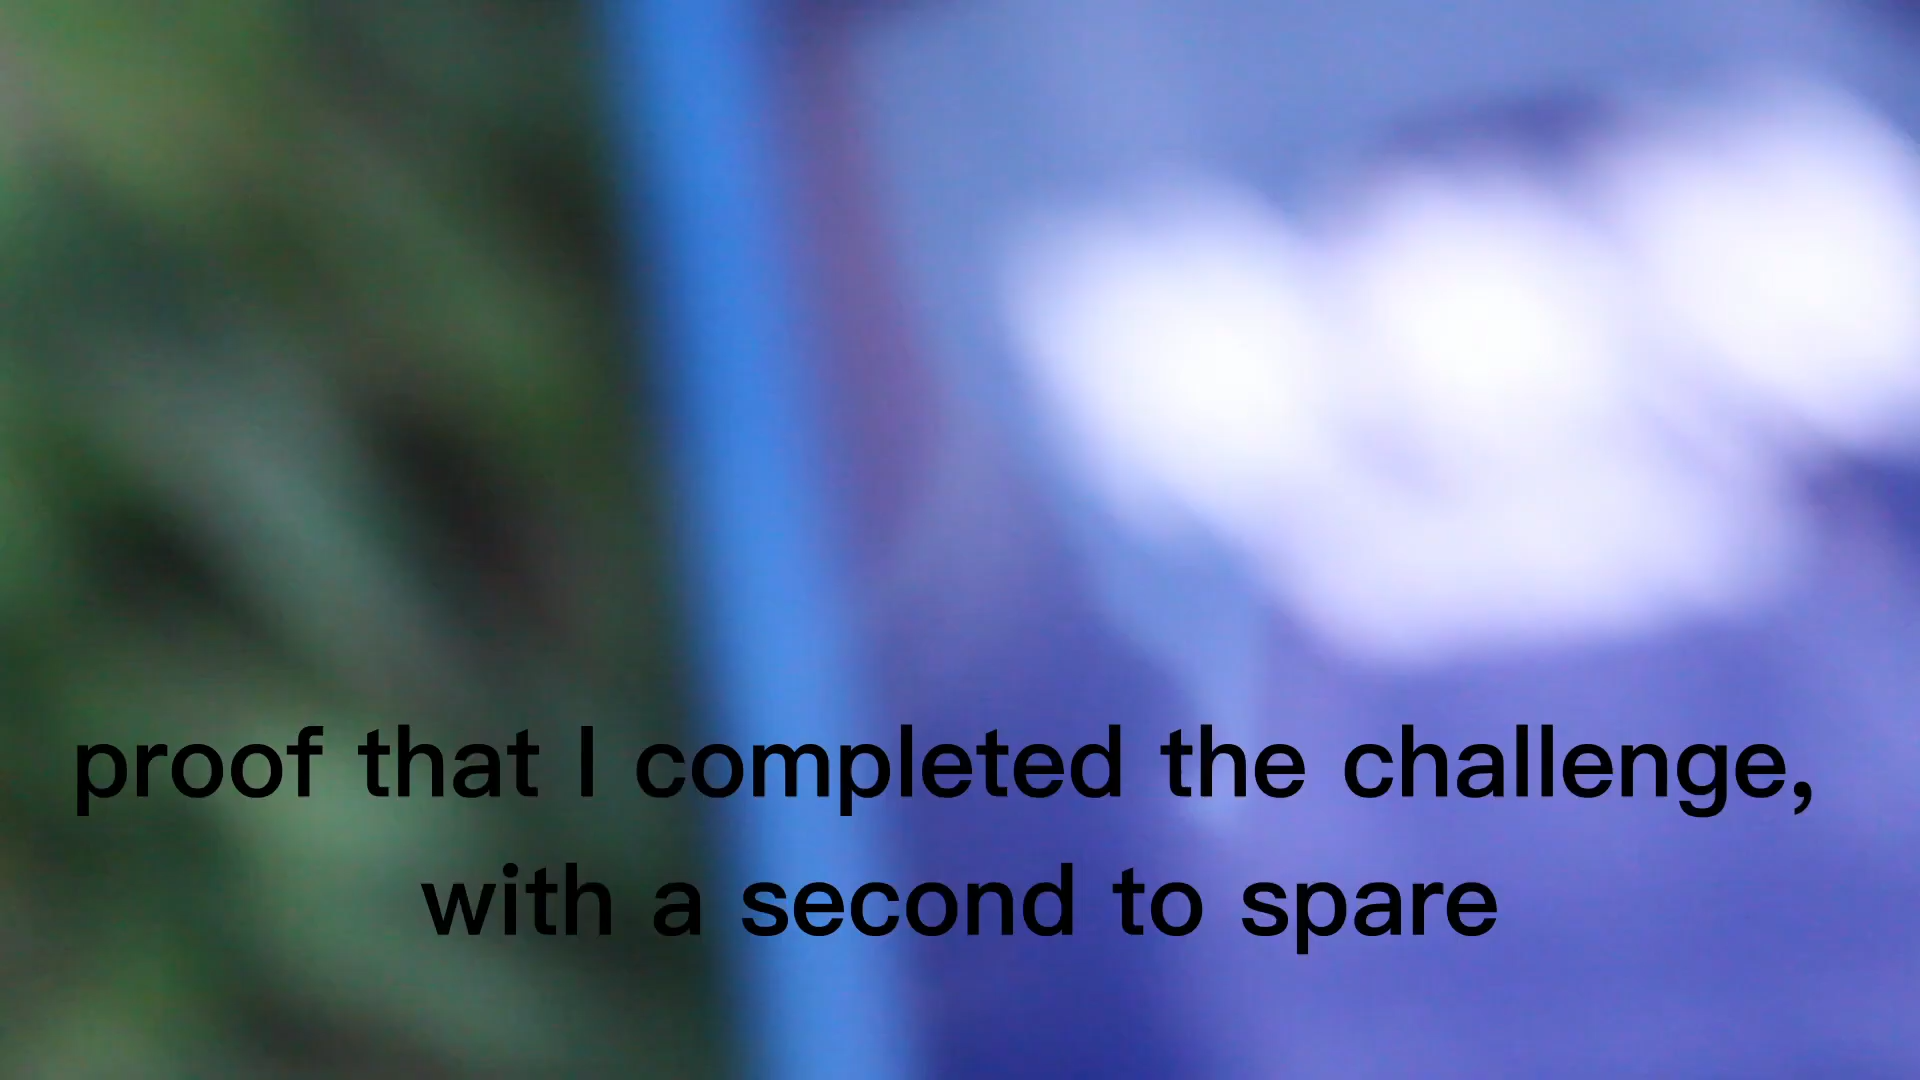 proof that I completed the challenge,
with a second to spare